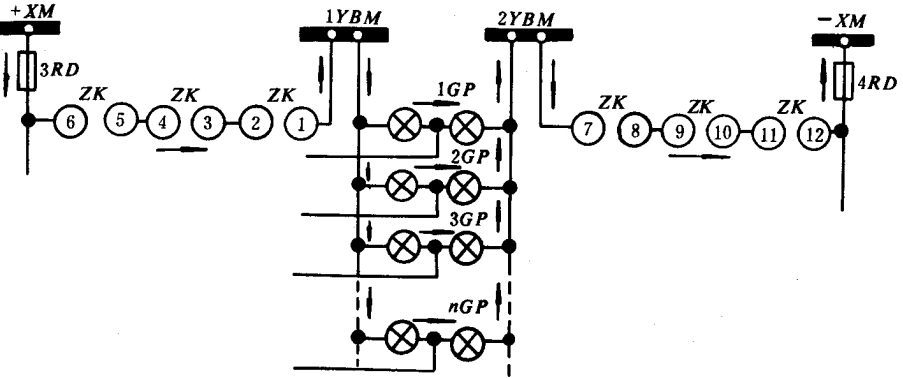 +XM 1YBM 2YBM −XM
3RD 4RD
ZK ZK ZK 1GP ZK ZK ZK
6 5 4 3 2 1 7 8 9 10 11 12
2GP
3GP
nGP